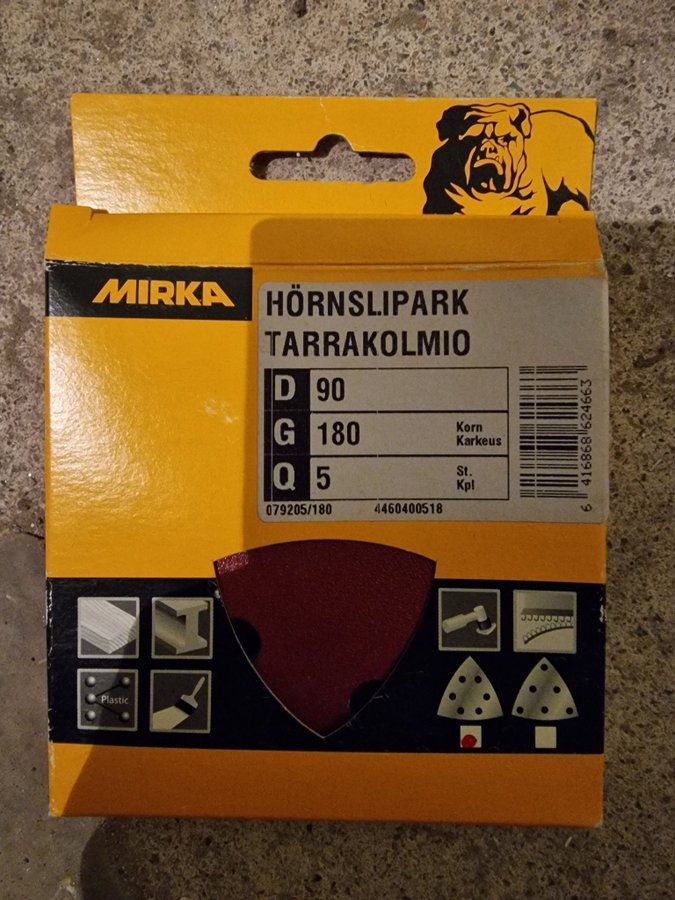 MIRKA
HÖRNSLIPARK
TARRAKOLMIO
D 90
G 180 Korn Karkeus
Q 5 St. Kpl
079205/180 4460400518
6 416868 624663
Plastic